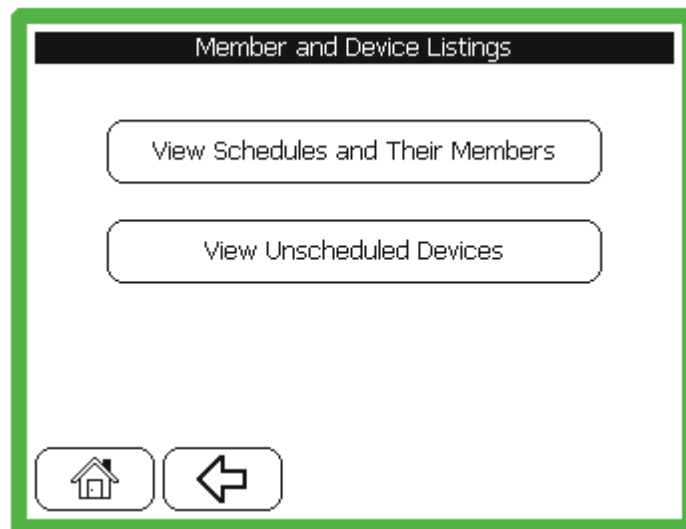 Member and Device Listings
View Schedules and Their Members
View Unscheduled Devices